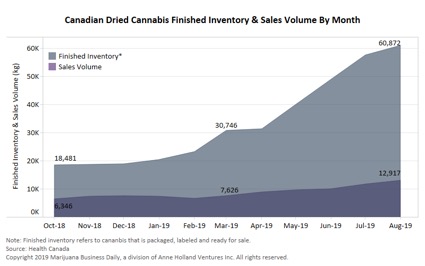 Canadian Dried Cannabis Finished Inventory & Sales Volume By Month
Finished Inventory*
Sales Volume
Finished Inventory & Sales Volume (kg)
60K
50K
40K
30K
20K
10K
0K
18,481
30,746
60,872
6,346
7,626
12,917
Oct-18 Nov-18 Dec-18 Jan-19 Feb-19 Mar-19 Apr-19 May-19 Jun-19 Jul-19 Aug-19
Note: Finished inventory refers to cananbis that is packaged, labeled and ready for sale.
Source: Health Canada
Copyright 2019 Marijuana Business Daily, a division of Anne Holland Ventures Inc. All rights reserved.